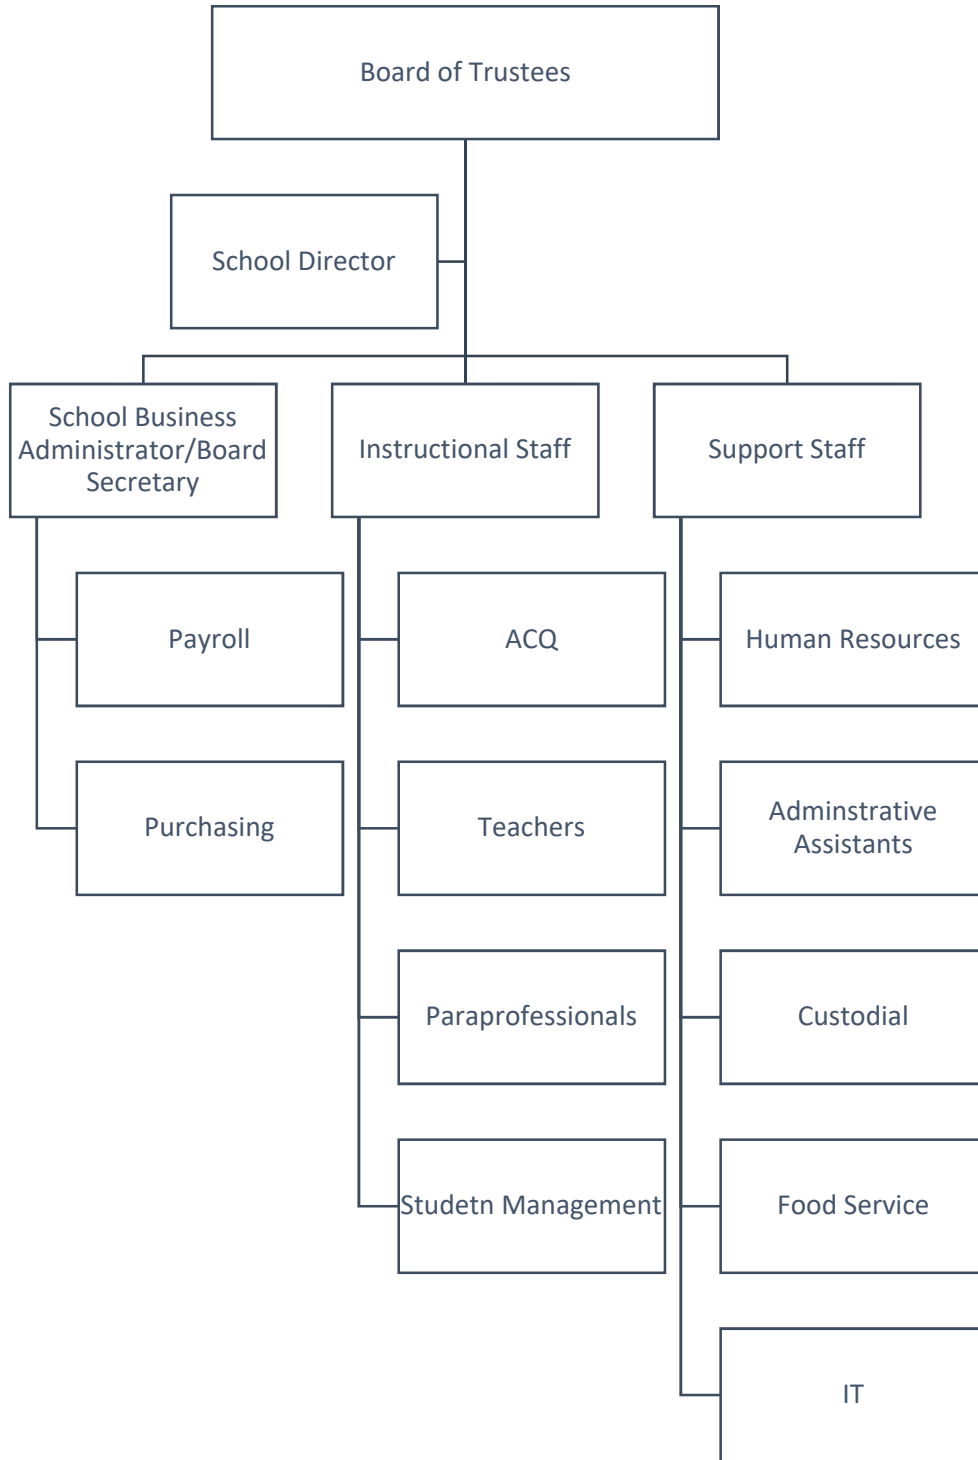 Board of Trustees
School Director
School Business
Administrator/Board
Secretary
Instructional Staff
Support Staff
Payroll
ACQ
Human Resources
Purchasing
Teachers
Adminstrative
Assistants
Paraprofessionals
Custodial
Studetn Management
Food Service
IT